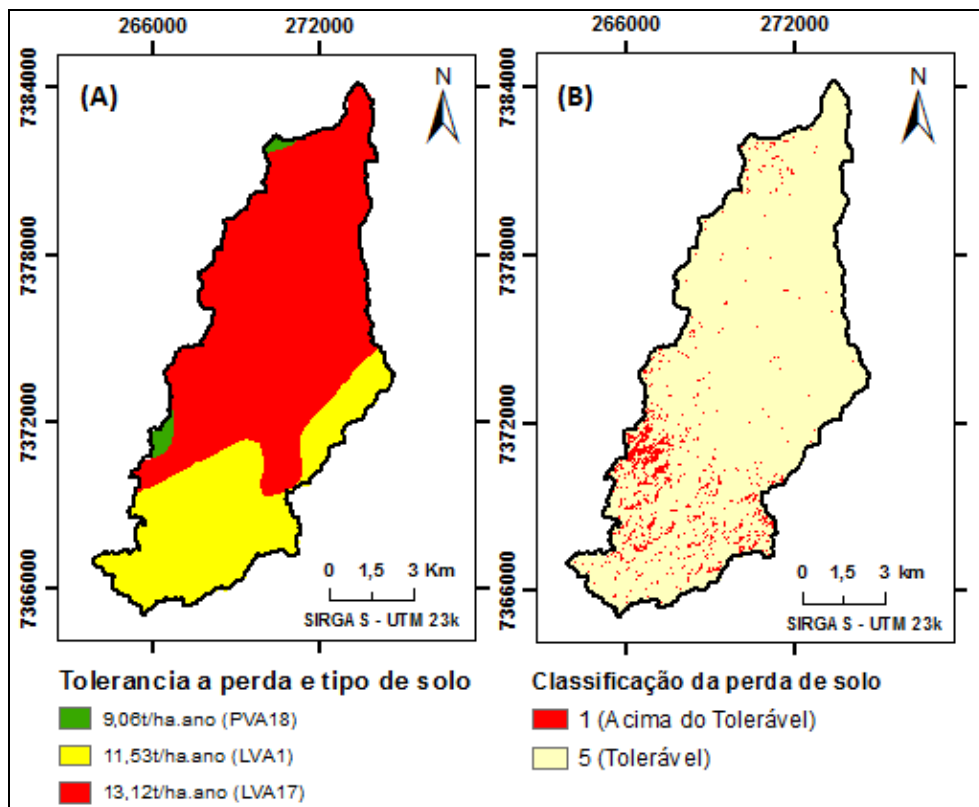 266000 272000
266000 272000
(A)
N
(B)
N
7384000
7378000
7372000
7366000
7384000
7378000
7372000
7366000
0 1,5 3 Km
SIRGA S - UTM 23k
0 1,5 3 km
SIRGA S - UTM 23k
Tolerancia a perda e tipo de solo
9,06t/ha.ano (PVA18)
11,53t/ha.ano (LVA1)
13,12t/ha.ano (LVA17)
Classificação da perda de solo
1 (Acima do Tolerável)
5 (Tolerável)